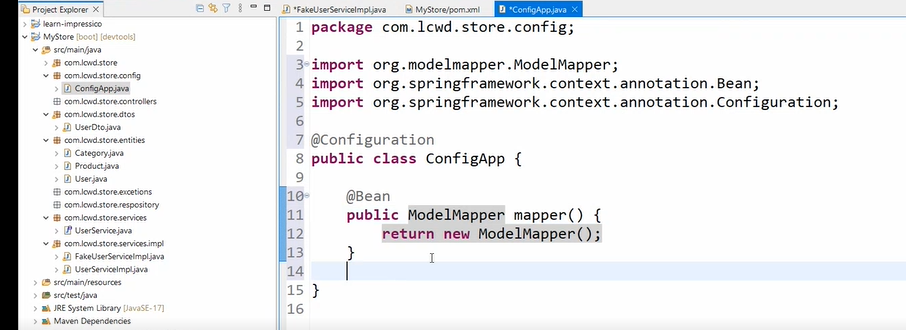 Project Explorer
learn-impressico
MyStore [boot] [devtools]
src/main/java
com.lcwd.store
com.lcwd.store.config
ConfigApp.java
com.lcwd.store.controllers
com.lcwd.store.dtos
UserDto.java
com.lcwd.store.entities
Category.java
Product.java
User.java
com.lcwd.store.excetions
com.lcwd.store.respository
com.lcwd.store.services
UserService.java
com.lcwd.store.services.impl
FakeUserServiceImpl.java
UserServiceImpl.java
src/main/resources
src/test/java
JRE System Library [JavaSE-17]
Maven Dependencies
*FakeUserServiceImpl.java MyStore/pom.xml *ConfigApp.java
1 package com.lcwd.store.config;
2
3 import org.modelmapper.ModelMapper;
4 import org.springframework.context.annotation.Bean;
5 import org.springframework.context.annotation.Configuration;
6
7 @Configuration
8 public class ConfigApp {
9
10 @Bean
11 public ModelMapper mapper() {
12 return new ModelMapper();
13 }
14
15 }
16